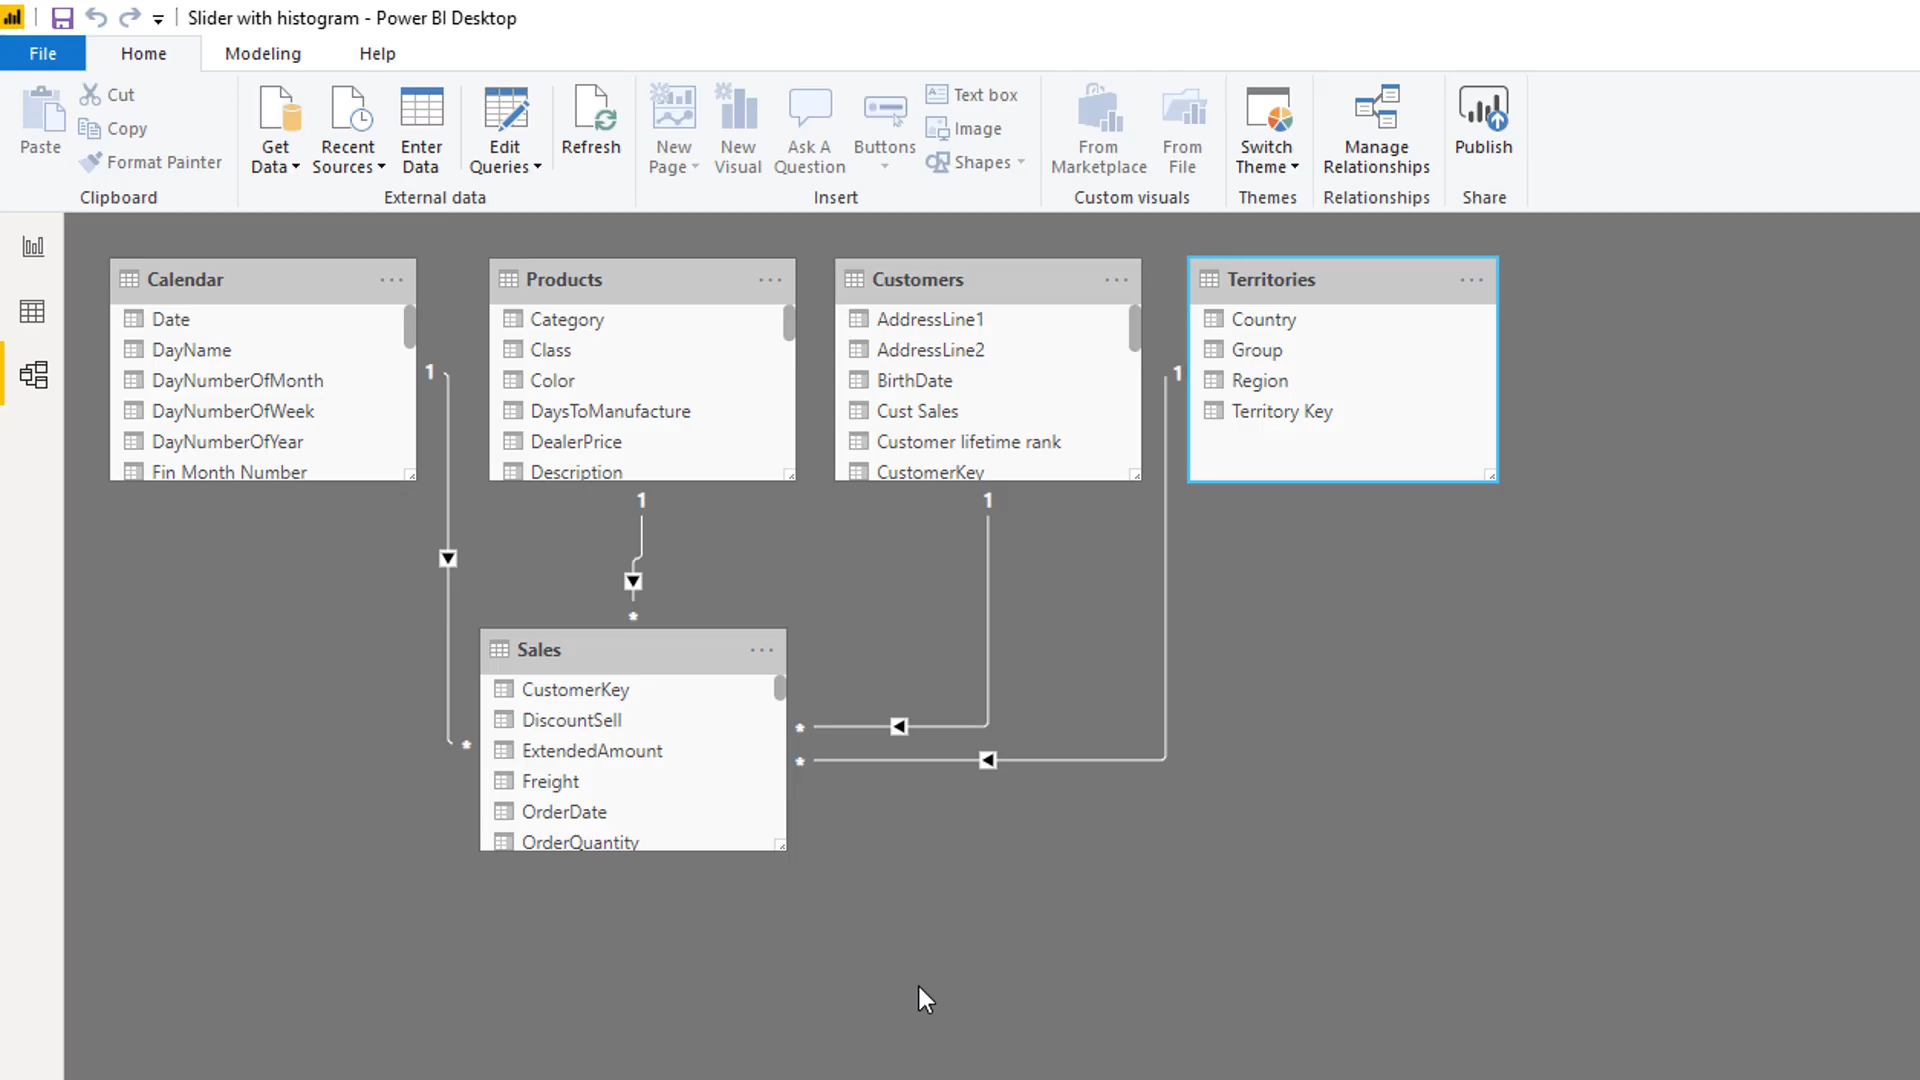 Slider with histogram - Power BI Desktop
File Home Modeling Help
Paste
Cut
Copy
Format Painter
Clipboard
Get Data
Recent Sources
Enter Data
Edit Queries
Refresh
External data
New Page
New Visual
Ask A Question
Buttons
Text box
Image
Shapes
Insert
From Marketplace
From File
Custom visuals
Switch Theme
Themes
Manage Relationships
Relationships
Publish
Share
Calendar ...
Date
DayName
DayNumberOfMonth
DayNumberOfWeek
DayNumberOfYear
Fin Month Number
1
Products ...
Category
Class
Color
DaysToManufacture
DealerPrice
Description
1
*
Customers ...
AddressLine1
AddressLine2
BirthDate
Cust Sales
Customer lifetime rank
CustomerKey
1
1
Territories ...
Country
Group
Region
Territory Key
Sales ...
CustomerKey
DiscountSell
ExtendedAmount
Freight
OrderDate
OrderQuantity
*
*
*